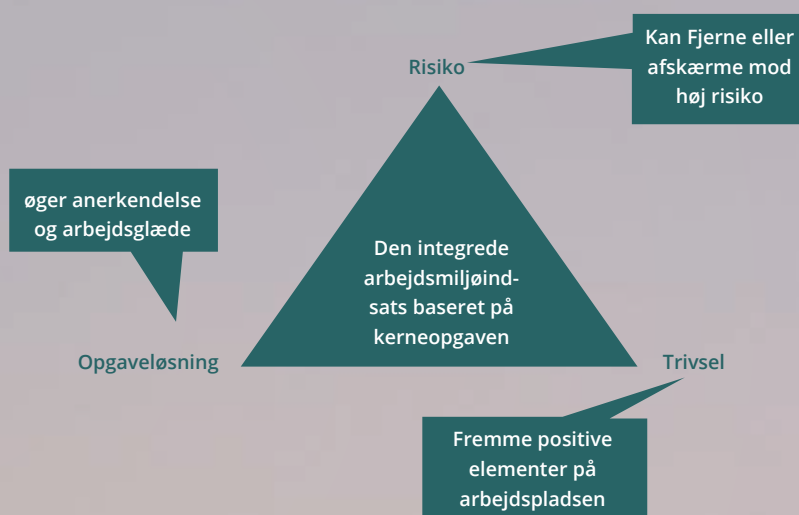 Kan Fjerne eller
afskærme mod
høj risiko
Risiko
øger anerkendelse
og arbejdsglæde
Den integrede
arbejdsmiljøind-
sats baseret på
kerneopgaven
Opgaveløsning
Trivsel
Fremme positive
elementer på
arbejdspladsen